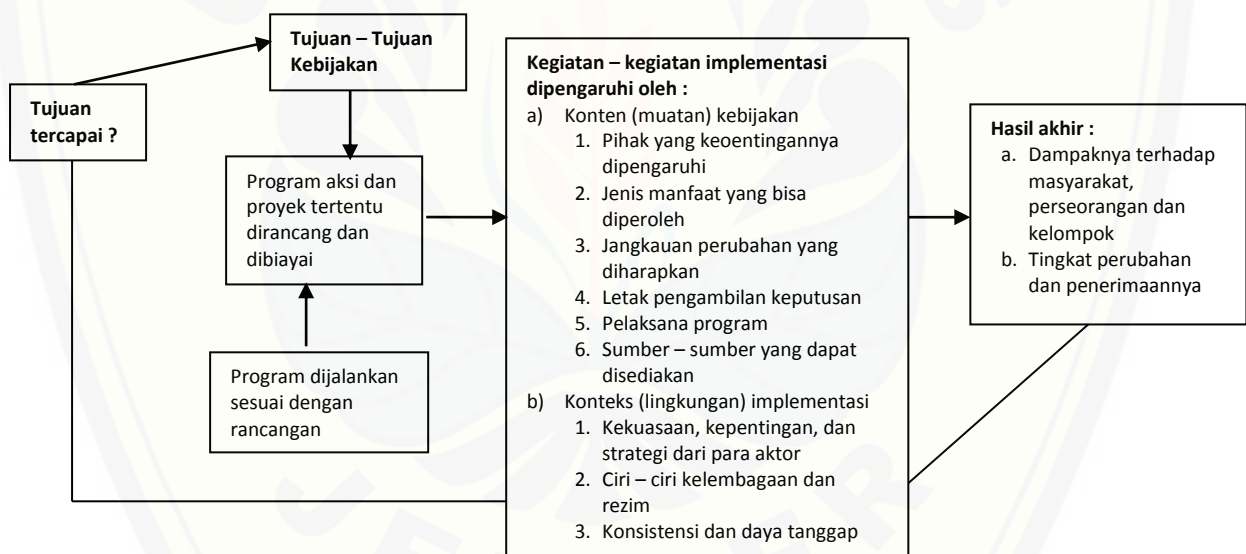 Tujuan
tercapai ?
Tujuan – Tujuan
Kebijakan
Program aksi dan
proyek tertentu
dirancang dan
dibiayai
Program dijalankan
sesuai dengan
rancangan
Kegiatan – kegiatan implementasi
dipengaruhi oleh :
a) Konten (muatan) kebijakan
1. Pihak yang keoentingannya
dipengaruhi
2. Jenis manfaat yang bisa
diperoleh
3. Jangkauan perubahan yang
diharapkan
4. Letak pengambilan keputusan
5. Pelaksana program
6. Sumber – sumber yang dapat
disediakan
b) Konteks (lingkungan) implementasi
1. Kekuasaan, kepentingan, dan
strategi dari para aktor
2. Ciri – ciri kelembagaan dan
rezim
3. Konsistensi dan daya tanggap
Hasil akhir :
a. Dampaknya terhadap
masyarakat,
perseorangan dan
kelompok
b. Tingkat perubahan
dan penerimaannya